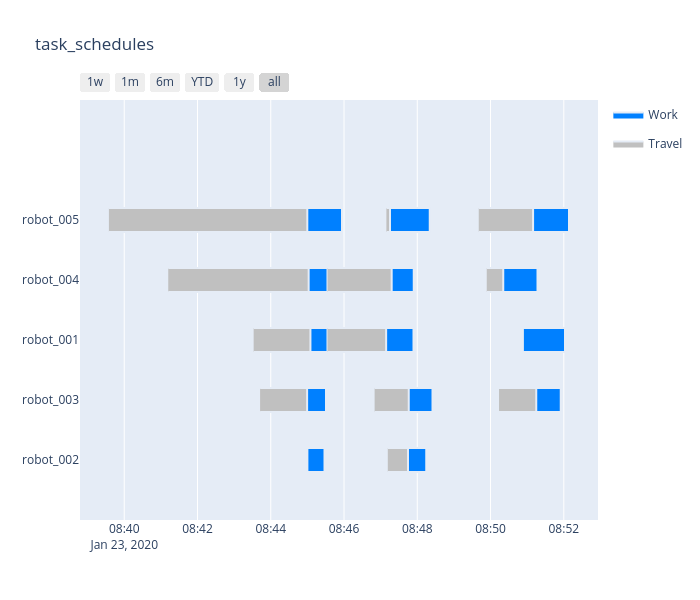 task_schedules
1w 1m 6m YTD 1y all
Work
Travel
robot_005
robot_004
robot_001
robot_003
robot_002
08:40 08:42 08:44 08:46 08:48 08:50 08:52
Jan 23, 2020